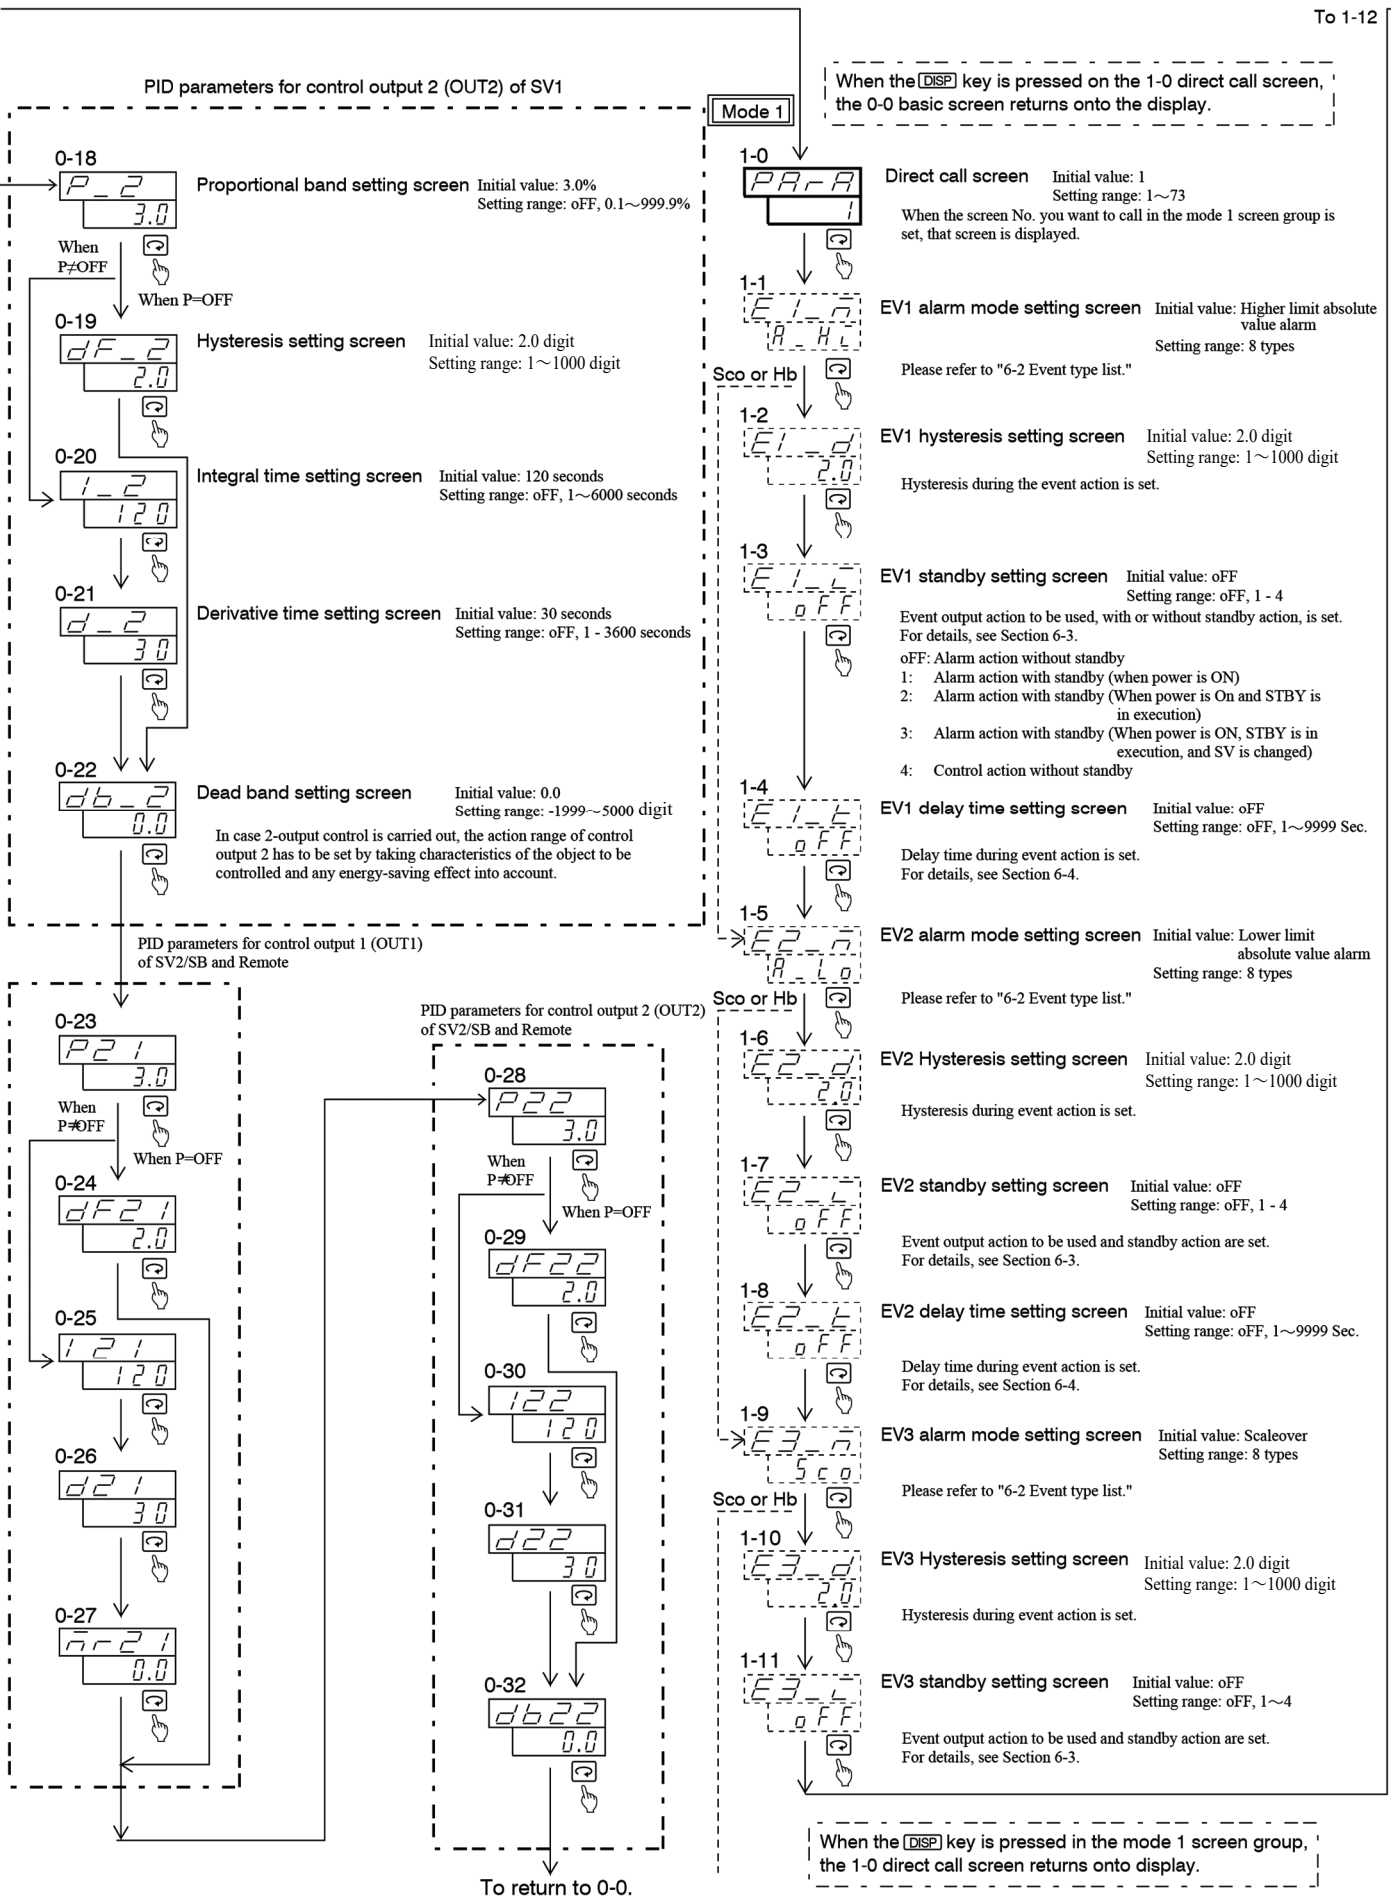 To 1-12
PID parameters for control output 2 (OUT2) of SV1
0-18
P_2
3.0
Proportional band setting screen Initial value: 3.0%
Setting range: oFF, 0.1~999.9%
When
P≠OFF
When P=OFF
0-19
dF_2
2.0
Hysteresis setting screen Initial value: 2.0 digit
Setting range: 1~1000 digit
0-20
I_2
120
Integral time setting screen Initial value: 120 seconds
Setting range: oFF, 1~6000 seconds
0-21
d_2
30
Derivative time setting screen Initial value: 30 seconds
Setting range: oFF, 1 - 3600 seconds
0-22
db_2
0.0
Dead band setting screen Initial value: 0.0
Setting range: -1999~5000 digit
In case 2-output control is carried out, the action range of control
output 2 has to be set by taking characteristics of the object to be
controlled and any energy-saving effect into account.
PID parameters for control output 1 (OUT1)
of SV2/SB and Remote
0-23
P21
3.0
When
P≠OFF
When P=OFF
0-24
dF21
2.0
0-25
I21
120
0-26
d21
30
0-27
nr21
0.0
PID parameters for control output 2 (OUT2)
of SV2/SB and Remote
0-28
P22
3.0
When
P≠OFF
When P=OFF
0-29
dF22
2.0
0-30
I22
120
0-31
d22
30
0-32
db22
0.0
To return to 0-0.
When the DISP key is pressed on the 1-0 direct call screen,
the 0-0 basic screen returns onto the display.
Mode 1
1-0
PArA
1
Direct call screen Initial value: 1
Setting range: 1~73
When the screen No. you want to call in the mode 1 screen group is
set, that screen is displayed.
1-1
E1_n
A_Hi
EV1 alarm mode setting screen Initial value: Higher limit absolute
value alarm
Setting range: 8 types
Please refer to "6-2 Event type list."
Sco or Hb
1-2
E1_d
2.0
EV1 hysteresis setting screen Initial value: 2.0 digit
Setting range: 1~1000 digit
Hysteresis during the event action is set.
1-3
E1_i
oFF
EV1 standby setting screen Initial value: oFF
Setting range: oFF, 1 - 4
Event output action to be used, with or without standby action, is set.
For details, see Section 6-3.
oFF: Alarm action without standby
1: Alarm action with standby (when power is ON)
2: Alarm action with standby (When power is On and STBY is
in execution)
3: Alarm action with standby (When power is ON, STBY is in
execution, and SV is changed)
4: Control action without standby
1-4
E1_t
oFF
EV1 delay time setting screen Initial value: oFF
Setting range: oFF, 1~9999 Sec.
Delay time during event action is set.
For details, see Section 6-4.
1-5
E2_n
A_Lo
EV2 alarm mode setting screen Initial value: Lower limit
absolute value alarm
Setting range: 8 types
Please refer to "6-2 Event type list."
Sco or Hb
1-6
E2_d
2.0
EV2 Hysteresis setting screen Initial value: 2.0 digit
Setting range: 1~1000 digit
Hysteresis during event action is set.
1-7
E2_i
oFF
EV2 standby setting screen Initial value: oFF
Setting range: oFF, 1 - 4
Event output action to be used and standby action are set.
For details, see Section 6-3.
1-8
E2_t
oFF
EV2 delay time setting screen Initial value: oFF
Setting range: oFF, 1~9999 Sec.
Delay time during event action is set.
For details, see Section 6-4.
1-9
E3_n
Sco
EV3 alarm mode setting screen Initial value: Scaleover
Setting range: 8 types
Please refer to "6-2 Event type list."
Sco or Hb
1-10
E3_d
2.0
EV3 Hysteresis setting screen Initial value: 2.0 digit
Setting range: 1~1000 digit
Hysteresis during event action is set.
1-11
E3_i
oFF
EV3 standby setting screen Initial value: oFF
Setting range: oFF, 1~4
Event output action to be used and standby action are set.
For details, see Section 6-3.
When the DISP key is pressed in the mode 1 screen group,
the 1-0 direct call screen returns onto display.